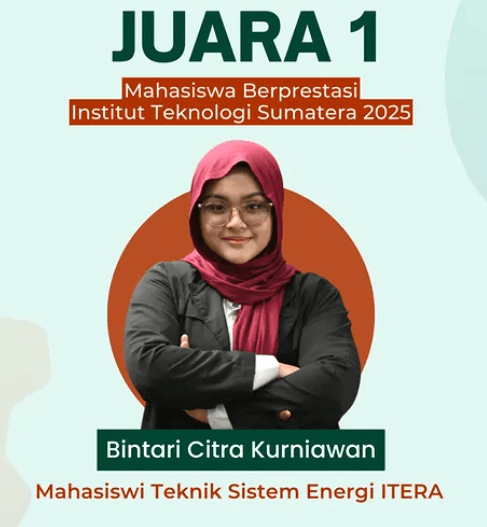 JUARA 1
Mahasiswa Berprestasi
Institut Teknologi Sumatera 2025
Bintari Citra Kurniawan
Mahasiswi Teknik Sistem Energi ITERA